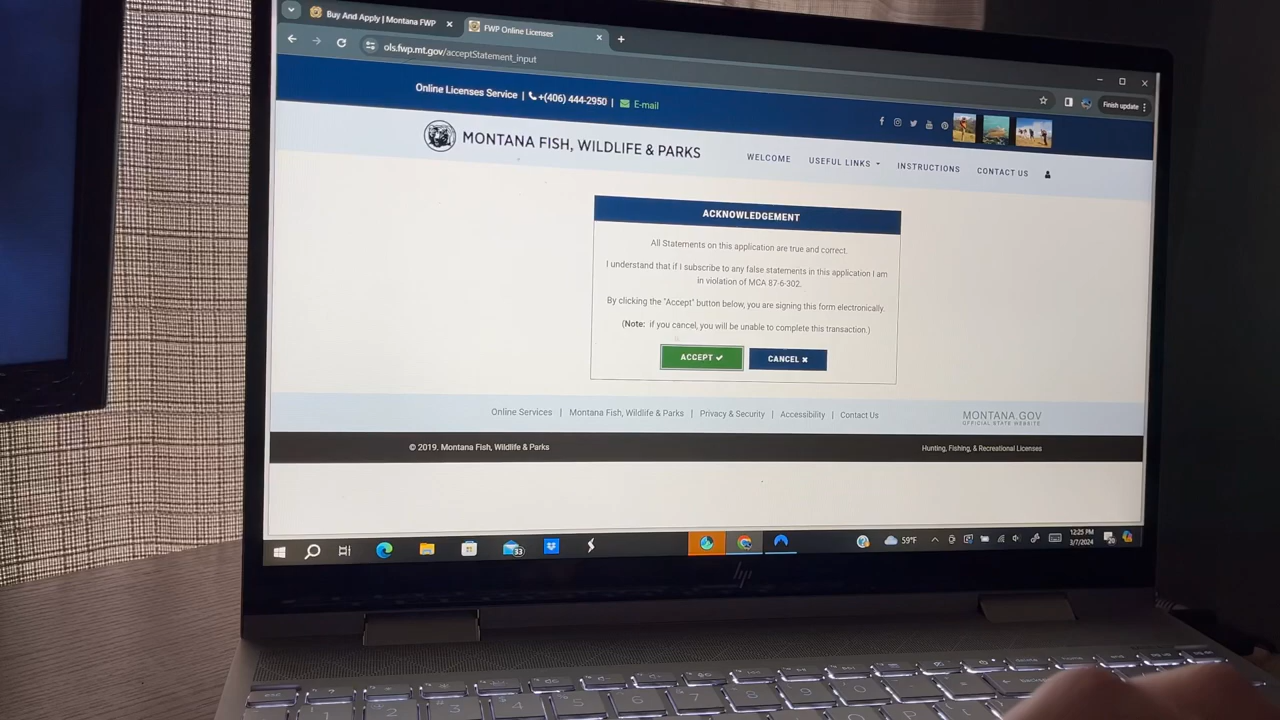 Buy And Apply | Montana FWP
FWP Online Licenses
ols.fwp.mt.gov/acceptStatement_input
Finish update
Online Licenses Service | +(406) 444-2950 | E-mail
MONTANA FISH, WILDLIFE & PARKS
WELCOME USEFUL LINKS INSTRUCTIONS CONTACT US
ACKNOWLEDGEMENT
All Statements on this application are true and correct.
I understand that if I subscribe to any false statements in this application I am
in violation of MCA 87-6-302.
By clicking the "Accept" button below, you are signing this form electronically.
(Note: if you cancel, you will be unable to complete this transaction.)
ACCEPT CANCEL
Online Services | Montana Fish, Wildlife & Parks | Privacy & Security | Accessibility | Contact Us
MONTANA.GOV
OFFICIAL STATE WEBSITE
© 2019. Montana Fish, Wildlife & Parks
Hunting, Fishing, & Recreational Licenses
33
59°F
12:25 PM
3/7/2024
hp